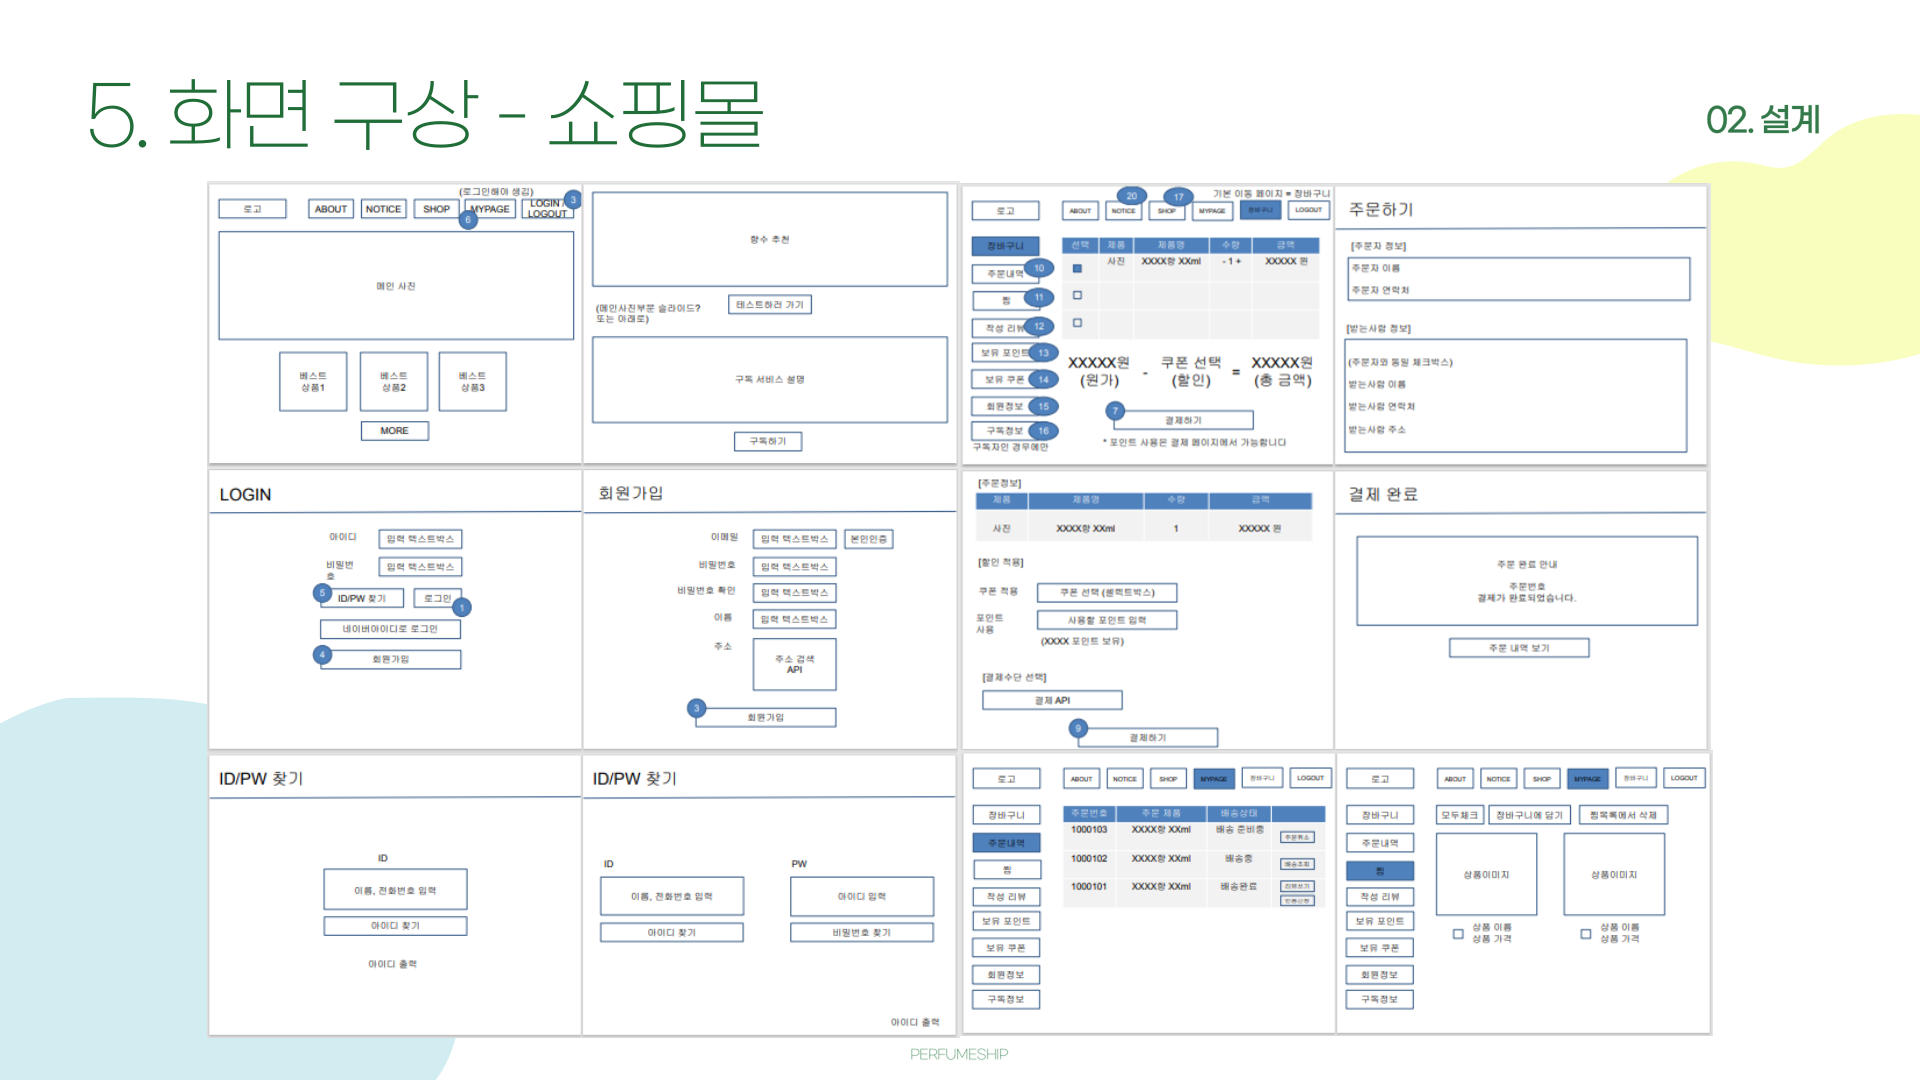 5. 화면 구상 - 쇼핑몰
02. 설계
(로그인해야 생김)
로고
ABOUT
NOTICE
SHOP
MYPAGE
LOGIN /
LOGOUT
3
6
메인 사진
베스트
상품1
베스트
상품2
베스트
상품3
MORE
향수 추천
(메인사진부분 슬라이드?
또는 아래로)
테스트하러 가기
구독 서비스 설명
구독하기
기본 이동 페이지 = 장바구니
20
17
로고
ABOUT
NOTICE
SHOP
MYPAGE
장바구니
LOGOUT
장바구니
주문내역
10
찜
11
작성 리뷰
12
보유 포인트
13
보유 쿠폰
14
회원정보
15
구독정보
16
구독자인 경우에만
선택 제품 제품명 수량 금액
사진 XXXX향 XXml - 1 + XXXXX 원
XXXXX원
(원가)
-
쿠폰 선택
(할인)
=
XXXXX원
(총 금액)
7
결제하기
* 포인트 사용은 결제 페이지에서 가능합니다
주문하기
[주문자 정보]
주문자 이름
주문자 연락처
[받는사람 정보]
(주문자와 동일 체크박스)
받는사람 이름
받는사람 연락처
받는사람 주소
LOGIN
아이디
입력 텍스트박스
비밀번
호
입력 텍스트박스
5
ID/PW 찾기
로그인
1
네이버아이디로 로그인
4
회원가입
회원가입
이메일
입력 텍스트박스
본인인증
비밀번호
입력 텍스트박스
비밀번호 확인
입력 텍스트박스
이름
입력 텍스트박스
주소
주소 검색
API
3
회원가입
[주문정보]
제품 제품명 수량 금액
사진 XXXX향 XXml 1 XXXXX 원
[할인 적용]
쿠폰 적용
쿠폰 선택 (셀렉트박스)
포인트
사용
사용할 포인트 입력
(XXXX 포인트 보유)
[결제수단 선택]
결제 API
9
결제하기
결제 완료
주문 완료 안내
주문번호
결제가 완료되었습니다.
주문 내역 보기
ID/PW 찾기
ID
이름, 전화번호 입력
아이디 찾기
아이디 출력
ID/PW 찾기
ID
이름, 전화번호 입력
아이디 찾기
PW
아이디 입력
비밀번호 찾기
아이디 출력
로고
ABOUT
NOTICE
SHOP
MYPAGE
장바구니
LOGOUT
장바구니
주문내역
찜
작성 리뷰
보유 포인트
보유 쿠폰
회원정보
구독정보
주문번호 주문 제품 배송상태
1000103 XXXX향 XXml 배송 준비중 주문취소
1000102 XXXX향 XXml 배송중 배송조회
1000101 XXXX향 XXml 배송완료 리뷰쓰기
반품신청
로고
ABOUT
NOTICE
SHOP
MYPAGE
장바구니
LOGOUT
장바구니
주문내역
찜
작성 리뷰
보유 포인트
보유 쿠폰
회원정보
구독정보
모두체크
장바구니에 담기
찜목록에서 삭제
상품이미지
상품 이름
상품 가격
상품이미지
상품 이름
상품 가격
PERFUMESHIP